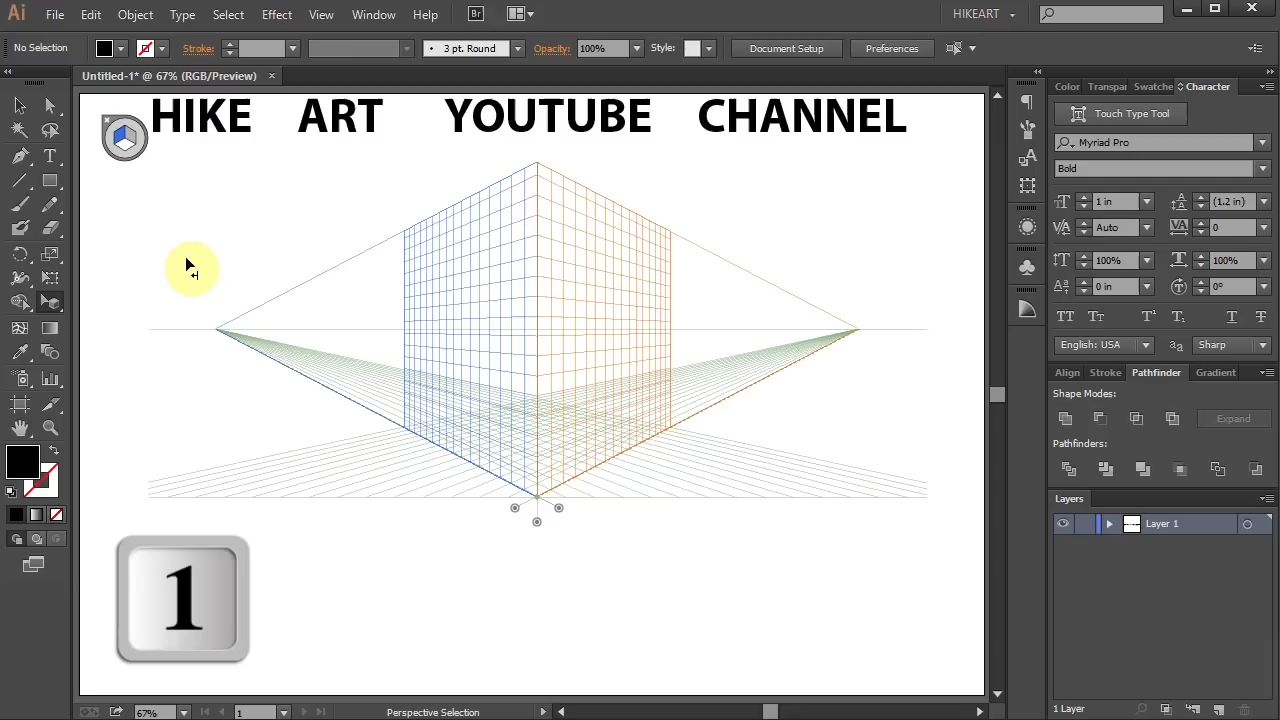 Ai File Edit Object Type Select Effect View Window Help Br HIKEART
No Selection Stroke: 3 pt. Round Opacity: 100% Style: Document Setup Preferences
Untitled-1* @ 67% (RGB/Preview)
HIKE ART YOUTUBE CHANNEL
Color Transpar Swatche Character
Touch Type Tool
Myriad Pro
Bold
1 in (1.2 in)
Auto 0
100% 100%
0 in 0°
English: USA Sharp
Align Stroke Pathfinder Gradient
Shape Modes:
Expand
Pathfinders:
Layers
Layer 1
1
67% 1 Perspective Selection 1 Layer